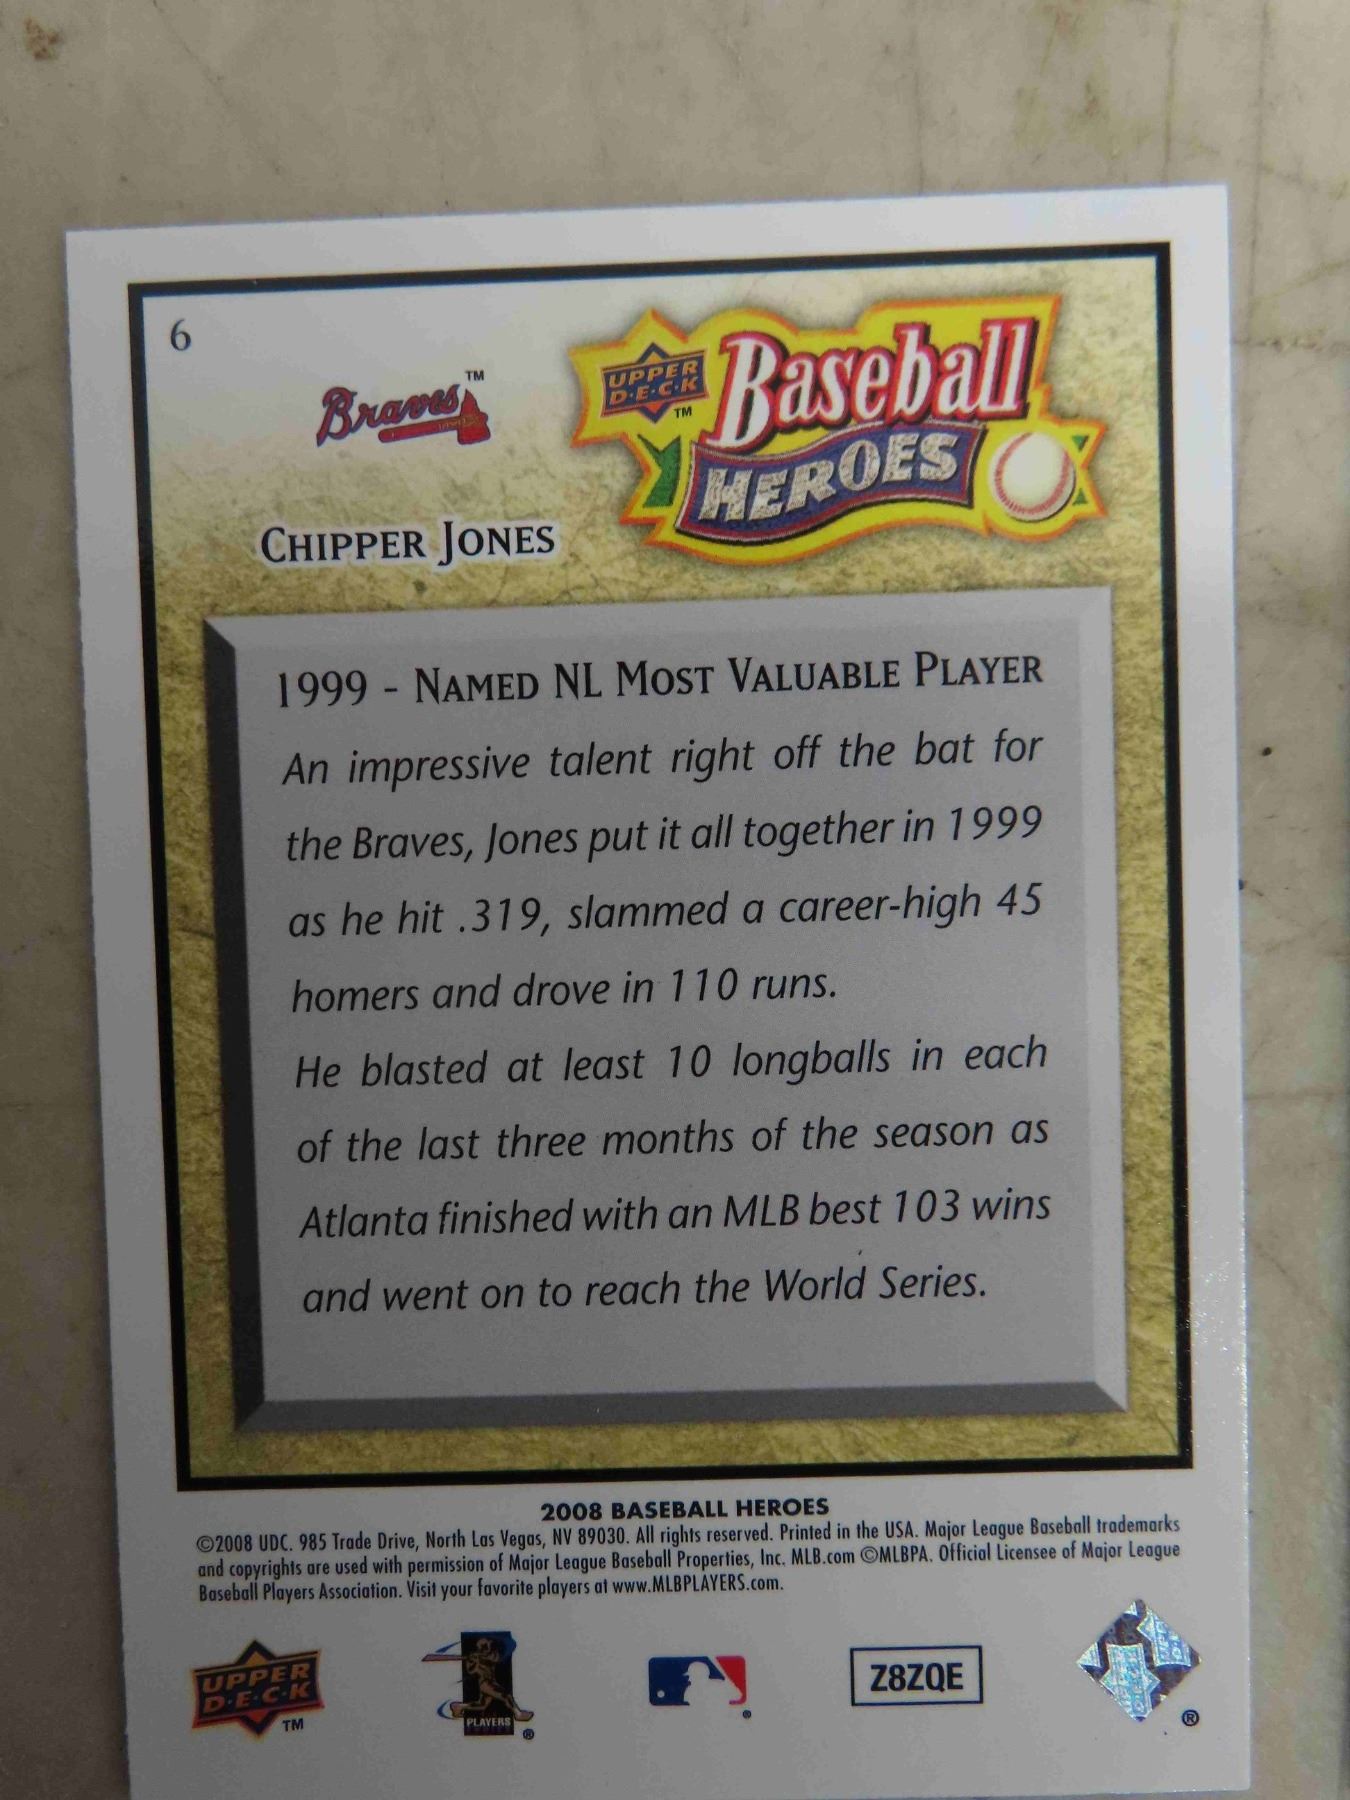 6
Braves™
UPPER
D·E·C·K
™
Baseball
HEROES
CHIPPER JONES
1999 - NAMED NL MOST VALUABLE PLAYER
An impressive talent right off the bat for
the Braves, Jones put it all together in 1999
as he hit .319, slammed a career-high 45
homers and drove in 110 runs.
He blasted at least 10 longballs in each
of the last three months of the season as
Atlanta finished with an MLB best 103 wins
and went on to reach the World Series.
2008 BASEBALL HEROES
©2008 UDC. 985 Trade Drive, North Las Vegas, NV 89030. All rights reserved. Printed in the USA. Major League Baseball trademarks
and copyrights are used with permission of Major League Baseball Properties, Inc. MLB.com ©MLBPA. Official Licensee of Major League
Baseball Players Association. Visit your favorite players at www.MLBPLAYERS.com.
UPPER
D·E·C·K
™
PLAYERS
®
®
Z8ZQE
®